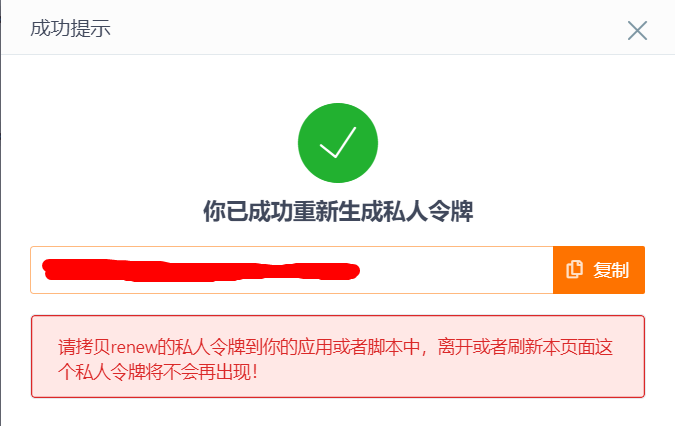 成功提示
你已成功重新生成私人令牌
复制
请拷贝renew的私人令牌到你的应用或者脚本中，离开或者刷新本页面这
个私人令牌将不会再出现！